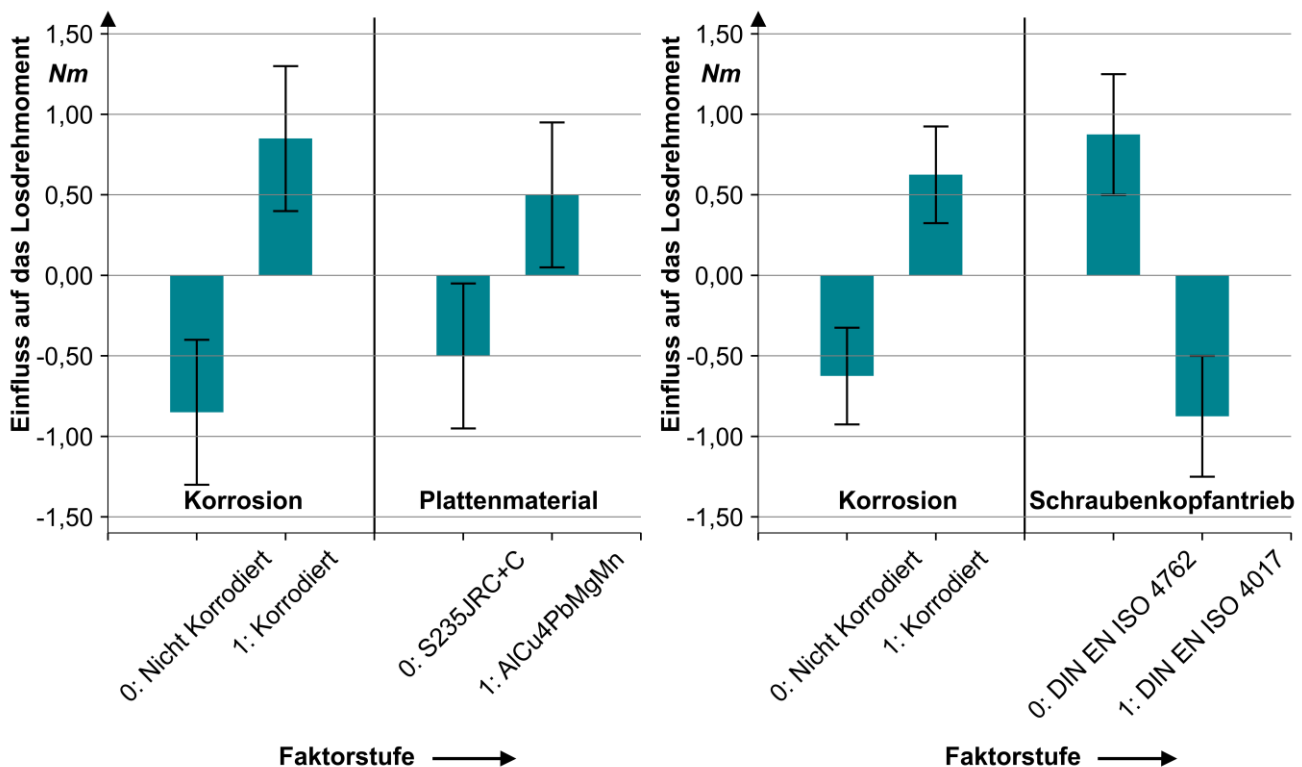 Einfluss auf das Losdrehmoment
1,50
Nm
1,00
0,50
0,00
-0,50
-1,00
-1,50
Korrosion
Plattenmaterial
0: Nicht Korrodiert
1: Korrodiert
0: S235JRC+C
1: AlCu4PbMgMn
Faktorstufe
Einfluss auf das Losdrehmoment
1,50
Nm
1,00
0,50
0,00
-0,50
-1,00
-1,50
Korrosion
Schraubenkopfantrieb
0: Nicht Korrodiert
1: Korrodiert
0: DIN EN ISO 4762
1: DIN EN ISO 4017
Faktorstufe